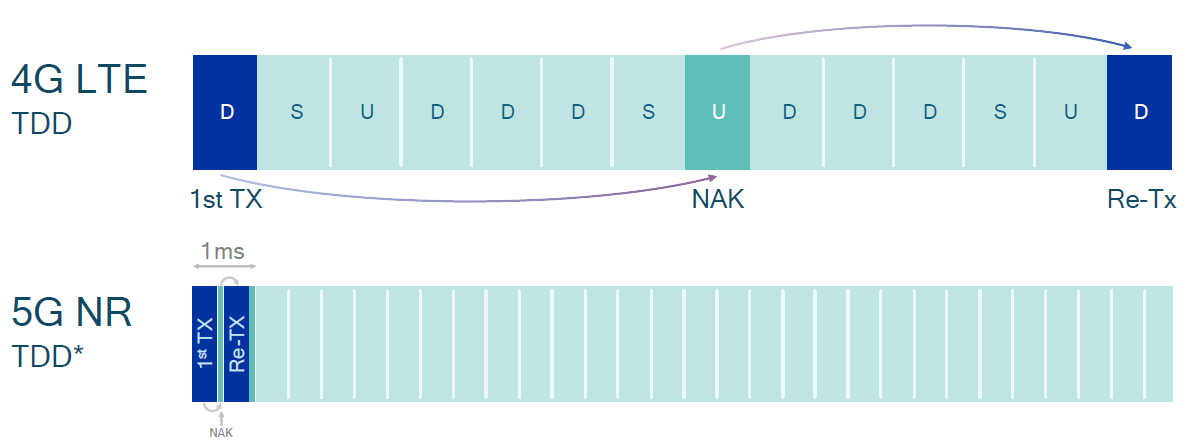 4G LTE
TDD
D S U D D D S U D D D S U D
1st TX NAK Re-Tx
1ms
5G NR
TDD*
1st TX
Re-TX
NAK